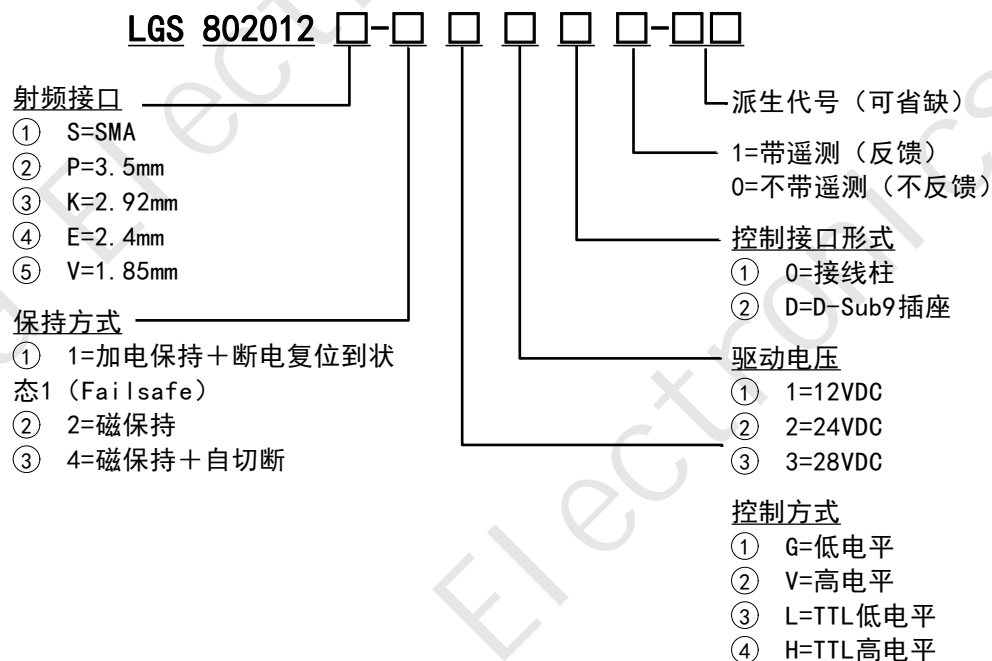 LGS 802012 □-□ □ □ □ □-□□
射频接口
① S=SMA
② P=3.5mm
③ K=2.92mm
④ E=2.4mm
⑤ V=1.85mm
保持方式
① 1=加电保持＋断电复位到状
态1（Failsafe）
② 2=磁保持
③ 4=磁保持＋自切断
派生代号（可省缺）
1=带遥测（反馈）
0=不带遥测（不反馈）
控制接口形式
① 0=接线柱
② D=D-Sub9插座
驱动电压
① 1=12VDC
② 2=24VDC
③ 3=28VDC
控制方式
① G=低电平
② V=高电平
③ L=TTL低电平
④ H=TTL高电平
Electronics
Electronics